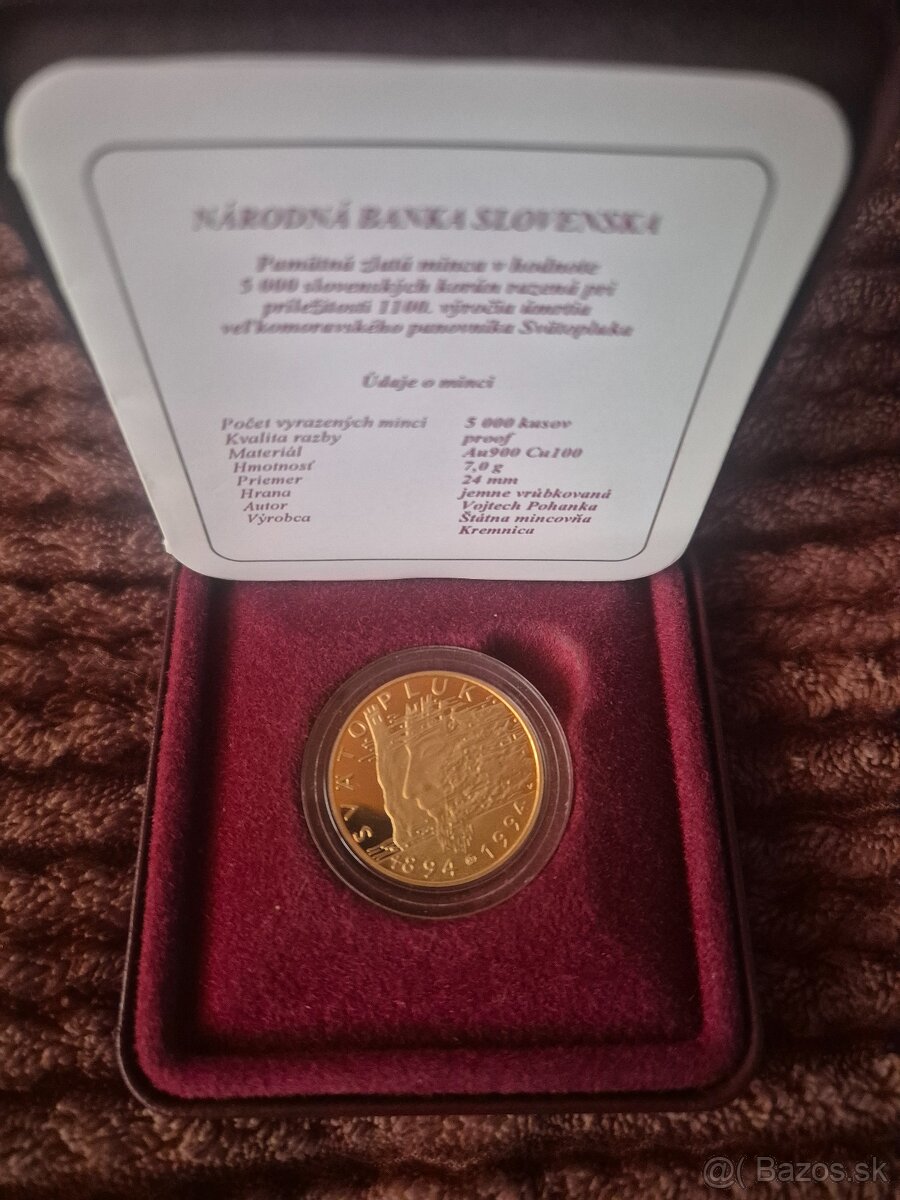 NÁRODNÁ BANKA SLOVENSKA
Pamätná zlatá minca v hodnote
5 000 slovenských korún razená pri
príležitosti 1100. výročia úmrtia
veľkomoravského panovníka Svätopluka
Údaje o minci
Počet vyrazených mincí 5 000 kusov
Kvalita razby proof
Materiál Au900 Cu100
Hmotnosť 7,0 g
Priemer 24 mm
Hrana jemne vrúbkovaná
Autor Vojtech Pohanka
Výrobca Štátna mincovňa
Kremnica
SVÄTOPLUK
894 1994
@( Bazos.sk